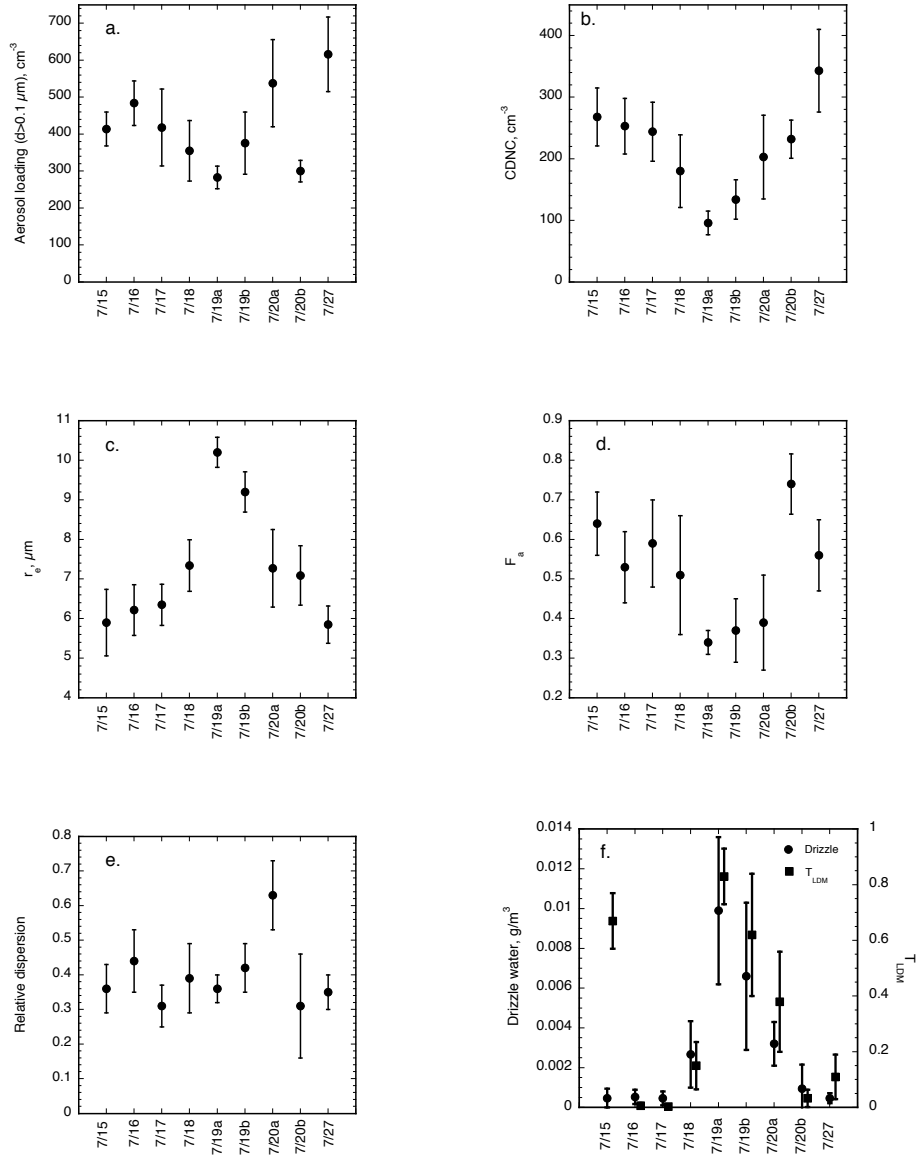 a.
Aerosol loading (d>0.1 µm), cm-3
700
600
500
400
300
200
100
0
7/15 7/16 7/17 7/18 7/19a 7/19b 7/20a 7/20b 7/27
b.
CDNC, cm-3
400
300
200
100
0
7/15 7/16 7/17 7/18 7/19a 7/19b 7/20a 7/20b 7/27
c.
re, µm
11
10
9
8
7
6
5
4
7/15 7/16 7/17 7/18 7/19a 7/19b 7/20a 7/20b 7/27
d.
Fa
0.9
0.8
0.7
0.6
0.5
0.4
0.3
0.2
7/15 7/16 7/17 7/18 7/19a 7/19b 7/20a 7/20b 7/27
e.
Relative dispersion
0.8
0.7
0.6
0.5
0.4
0.3
0.2
0.1
0
7/15 7/16 7/17 7/18 7/19a 7/19b 7/20a 7/20b 7/27
f.
Drizzle
TLDM
Drizzle water, g/m3
0.014
0.012
0.01
0.008
0.006
0.004
0.002
0
1
0.8
0.6
0.4
0.2
0
TLDM
7/15 7/16 7/17 7/18 7/19a 7/19b 7/20a 7/20b 7/27